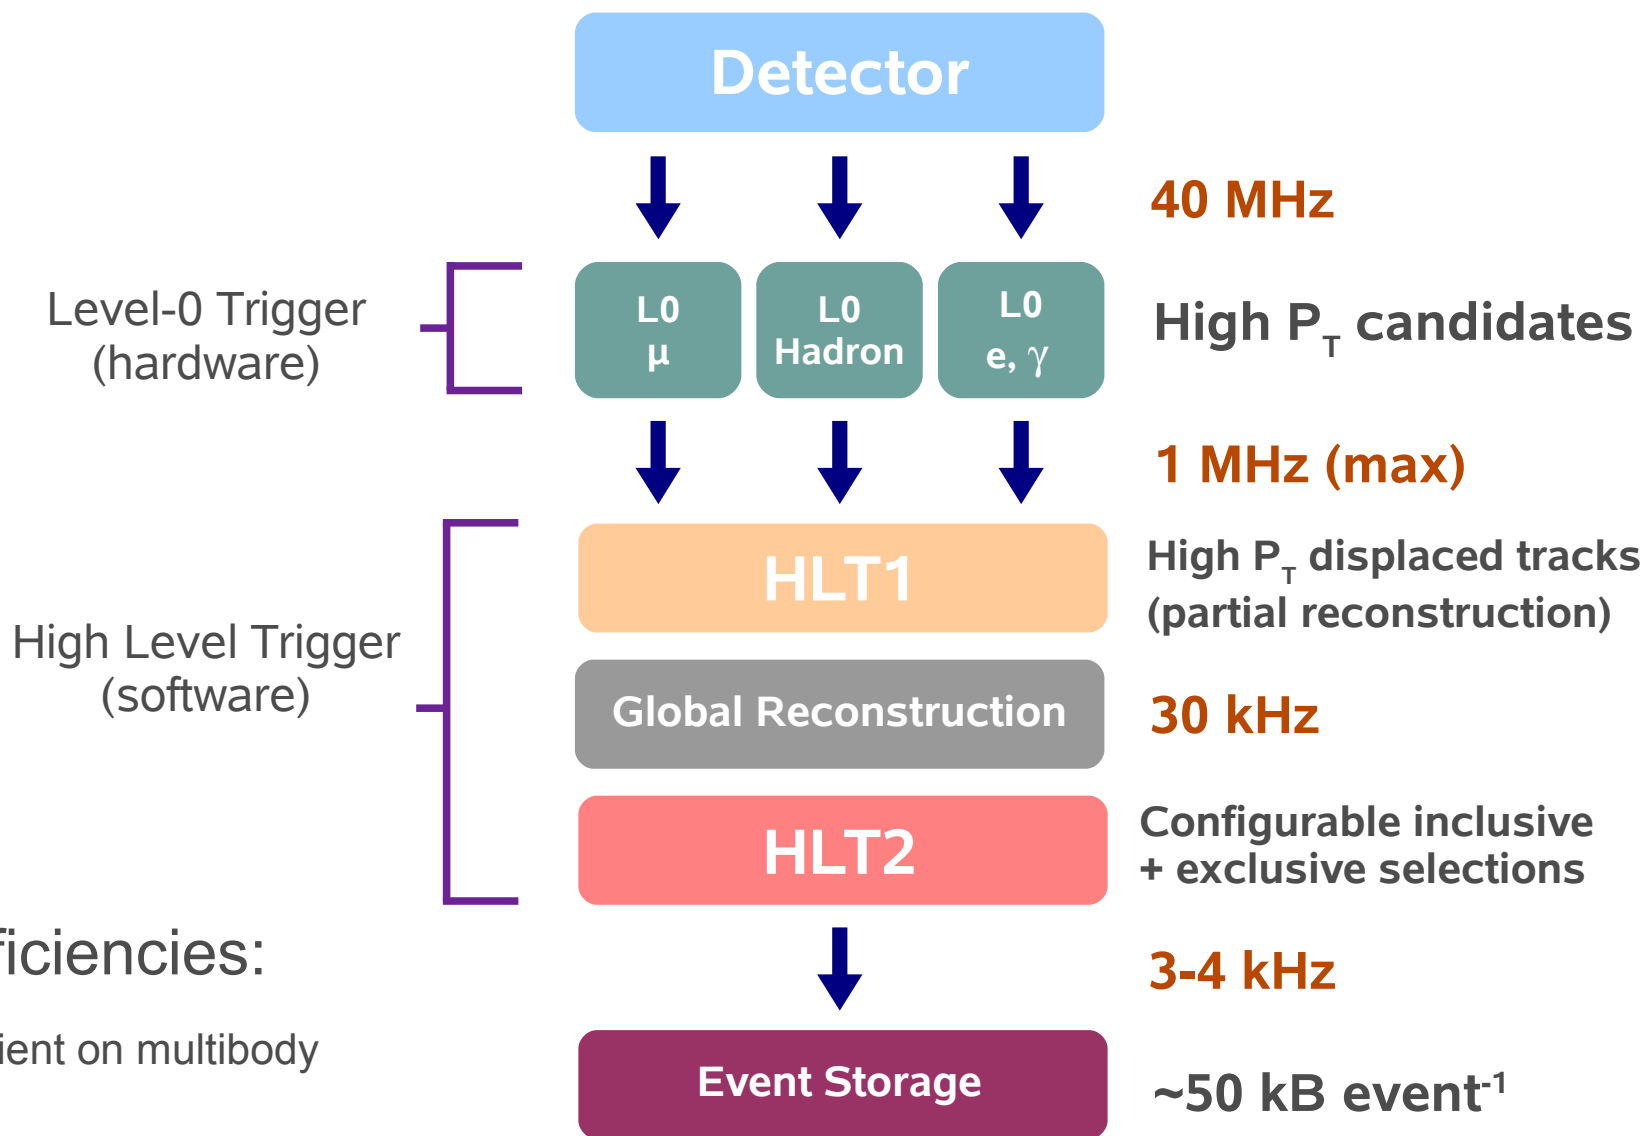 Detector
40 MHz
Level-0 Trigger
(hardware)
L0
μ
L0
Hadron
L0
e, γ
High P_T candidates
1 MHz (max)
HLT1
High P_T displaced tracks
(partial reconstruction)
High Level Trigger
(software)
Global Reconstruction
30 kHz
HLT2
Configurable inclusive
+ exclusive selections
ficiencies:
3-4 kHz
ient on multibody
Event Storage
~50 kB event⁻¹